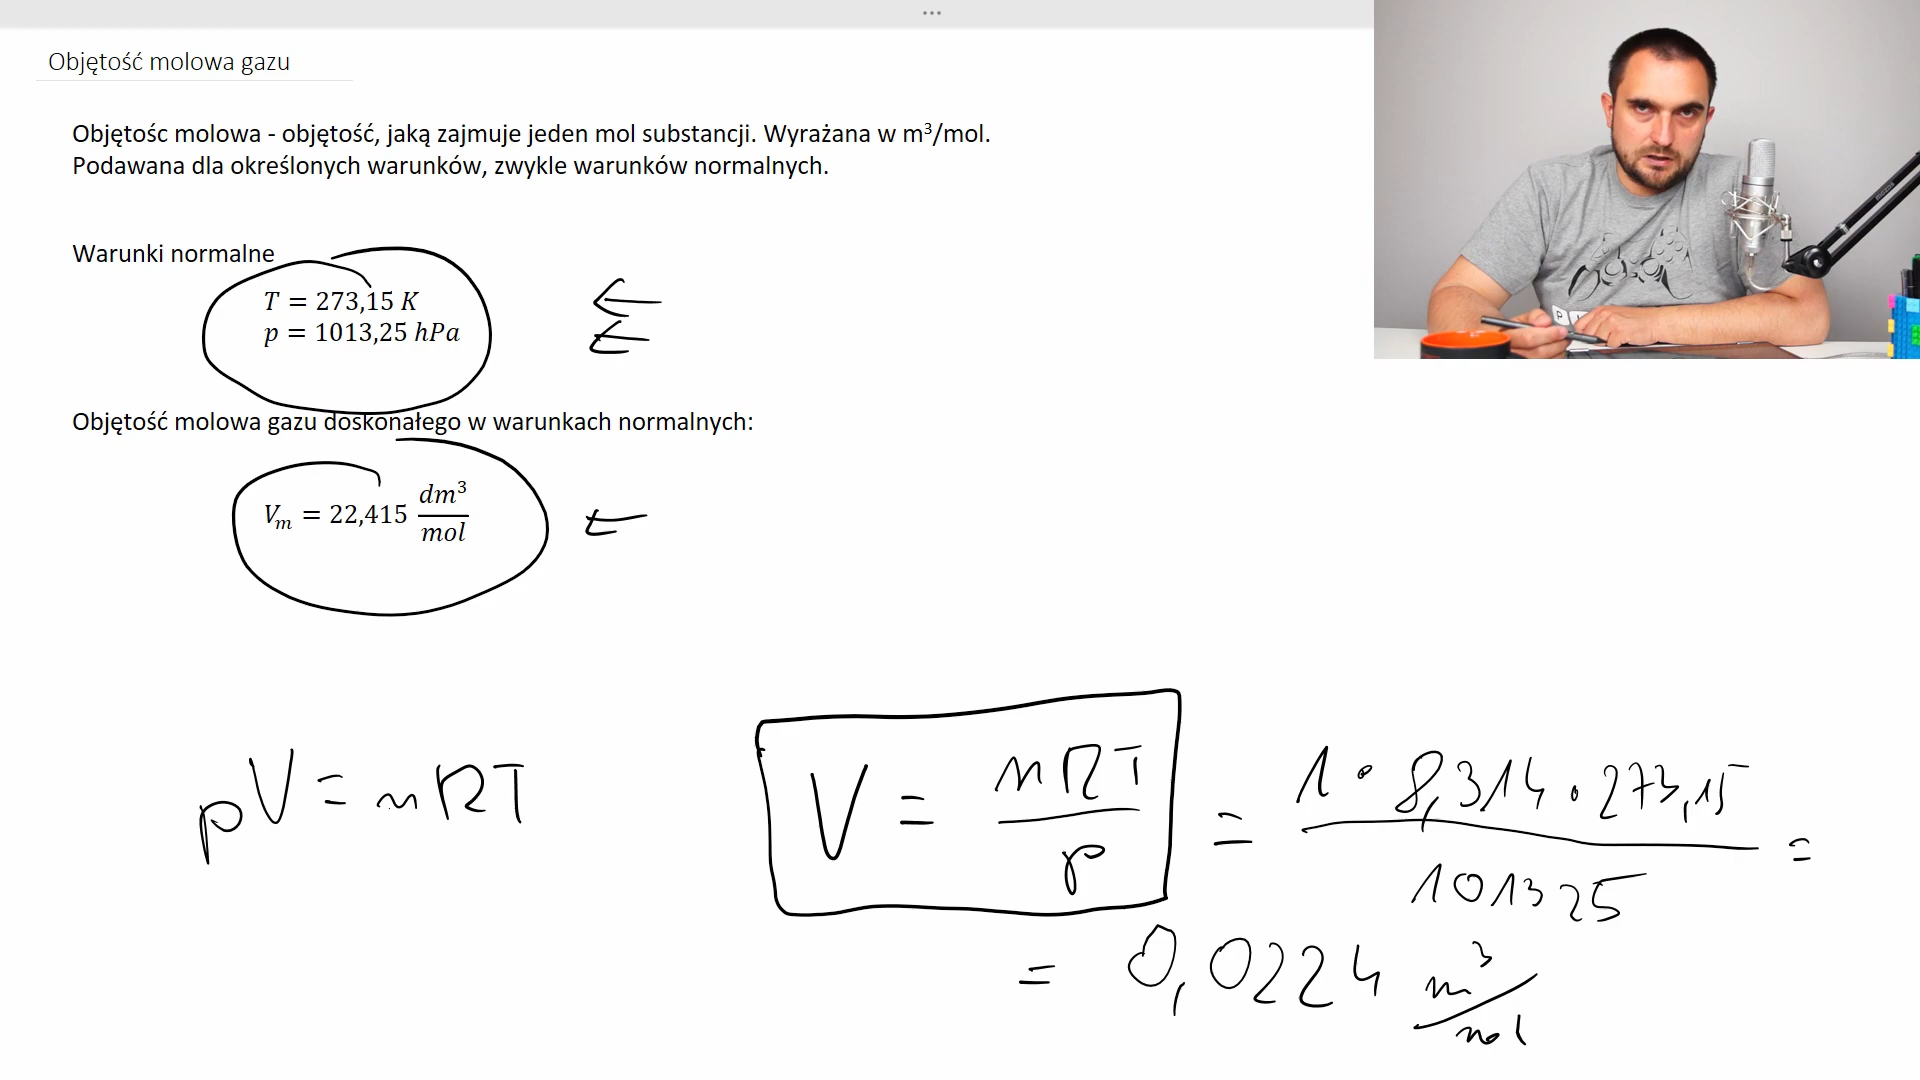 Objętość molowa gazu
Objętośc molowa - objętość, jaką zajmuje jeden mol substancji. Wyrażana w m³/mol.
Podawana dla określonych warunków, zwykle warunków normalnych.
Warunki normalne
T = 273,15 K
p = 1013,25 hPa
Objętość molowa gazu doskonałego w warunkach normalnych:
Vₘ = 22,415 dm³/mol
pV = nRT
V = nRT/p = 1 · 8,314 · 273,15/101325 =
= 0,0224 m³/mol